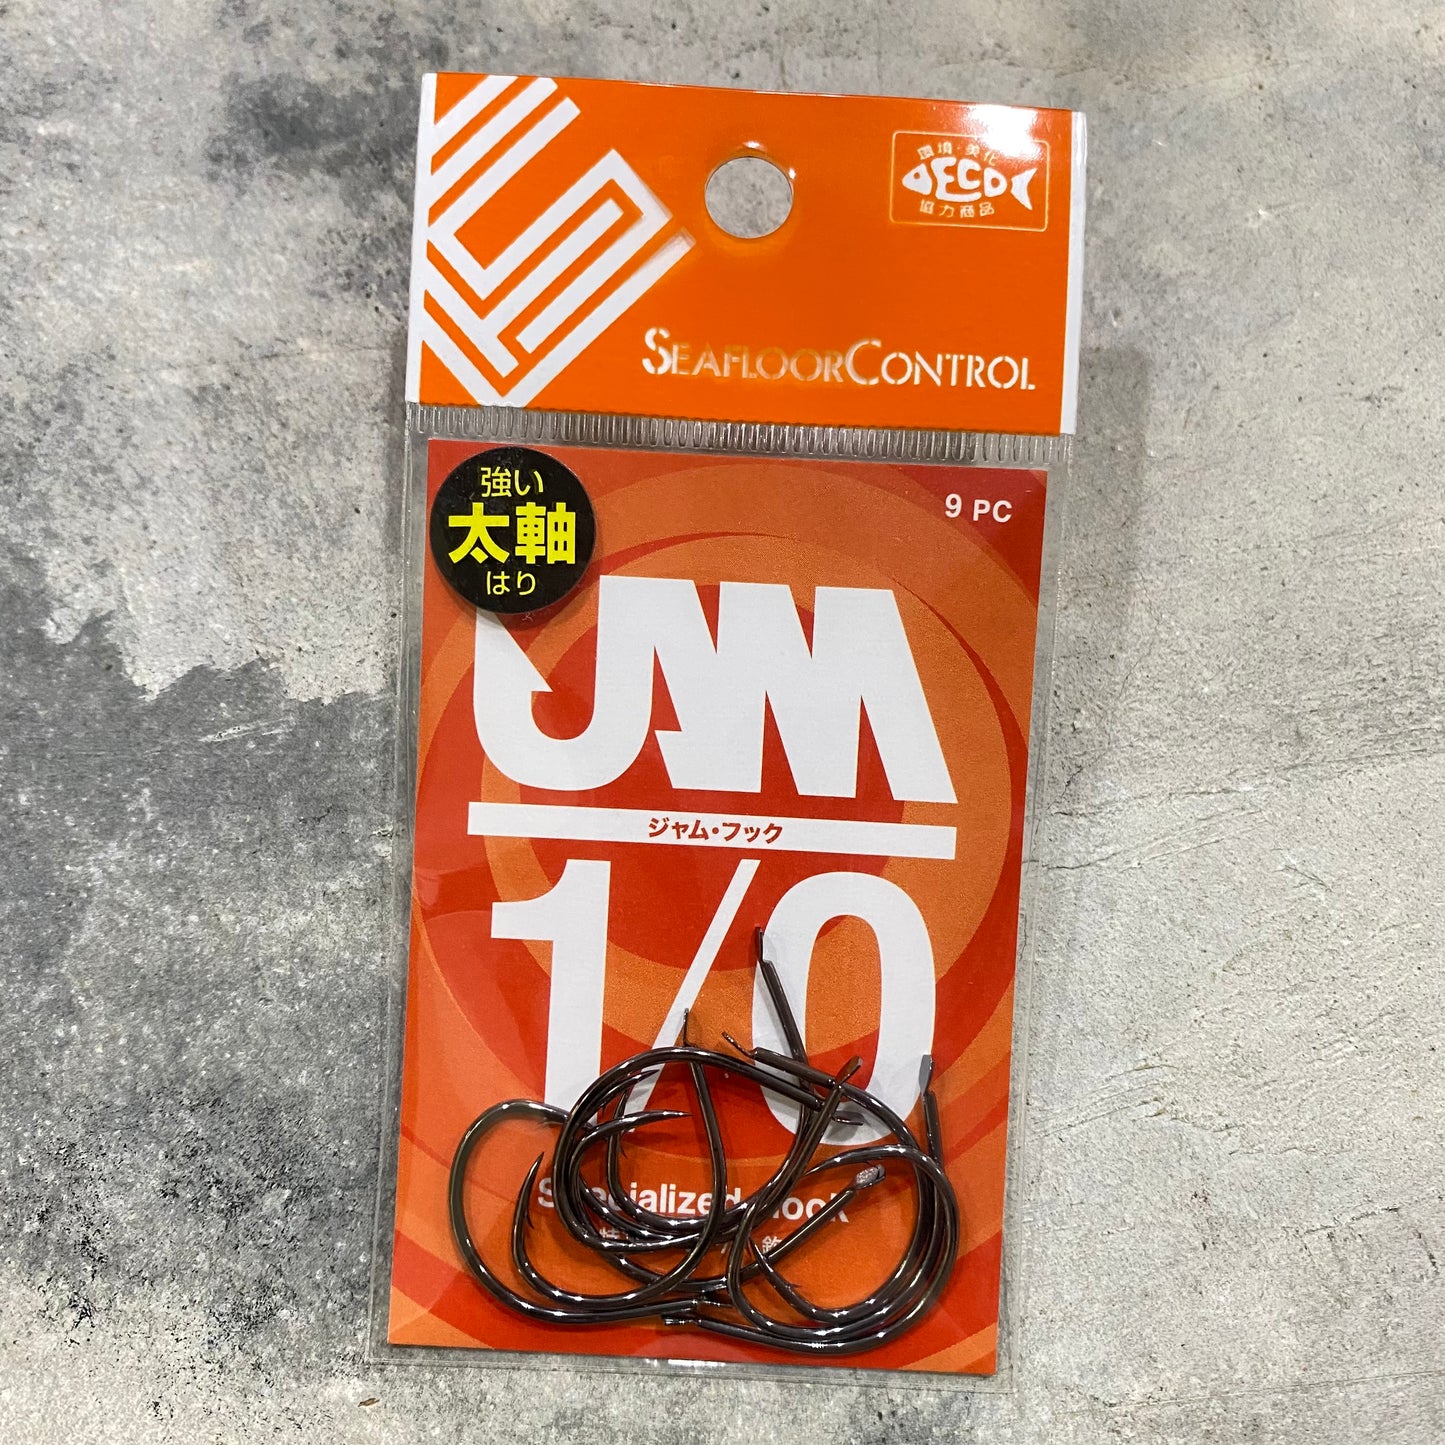 環境・美化
ECO
協力商品
SEAFLOORCONTROL
9 PC
強い
太軸
はり
JAM
ジャム・フック
1/0